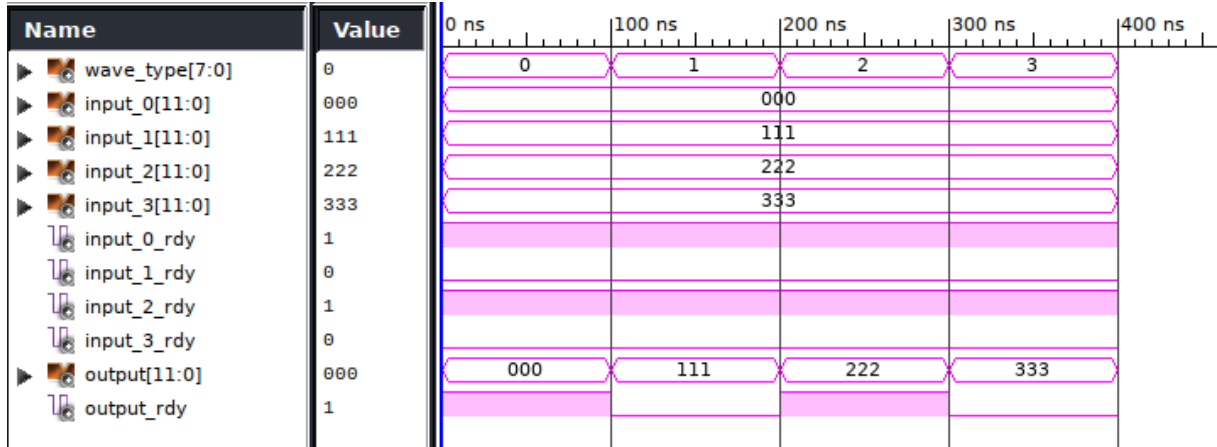 Name Value 0 ns 100 ns 200 ns 300 ns 400 ns
wave_type[7:0] 0 0 1 2 3
input_0[11:0] 000 000
input_1[11:0] 111 111
input_2[11:0] 222 222
input_3[11:0] 333 333
input_0_rdy 1
input_1_rdy 0
input_2_rdy 1
input_3_rdy 0
output[11:0] 000 000 111 222 333
output_rdy 1